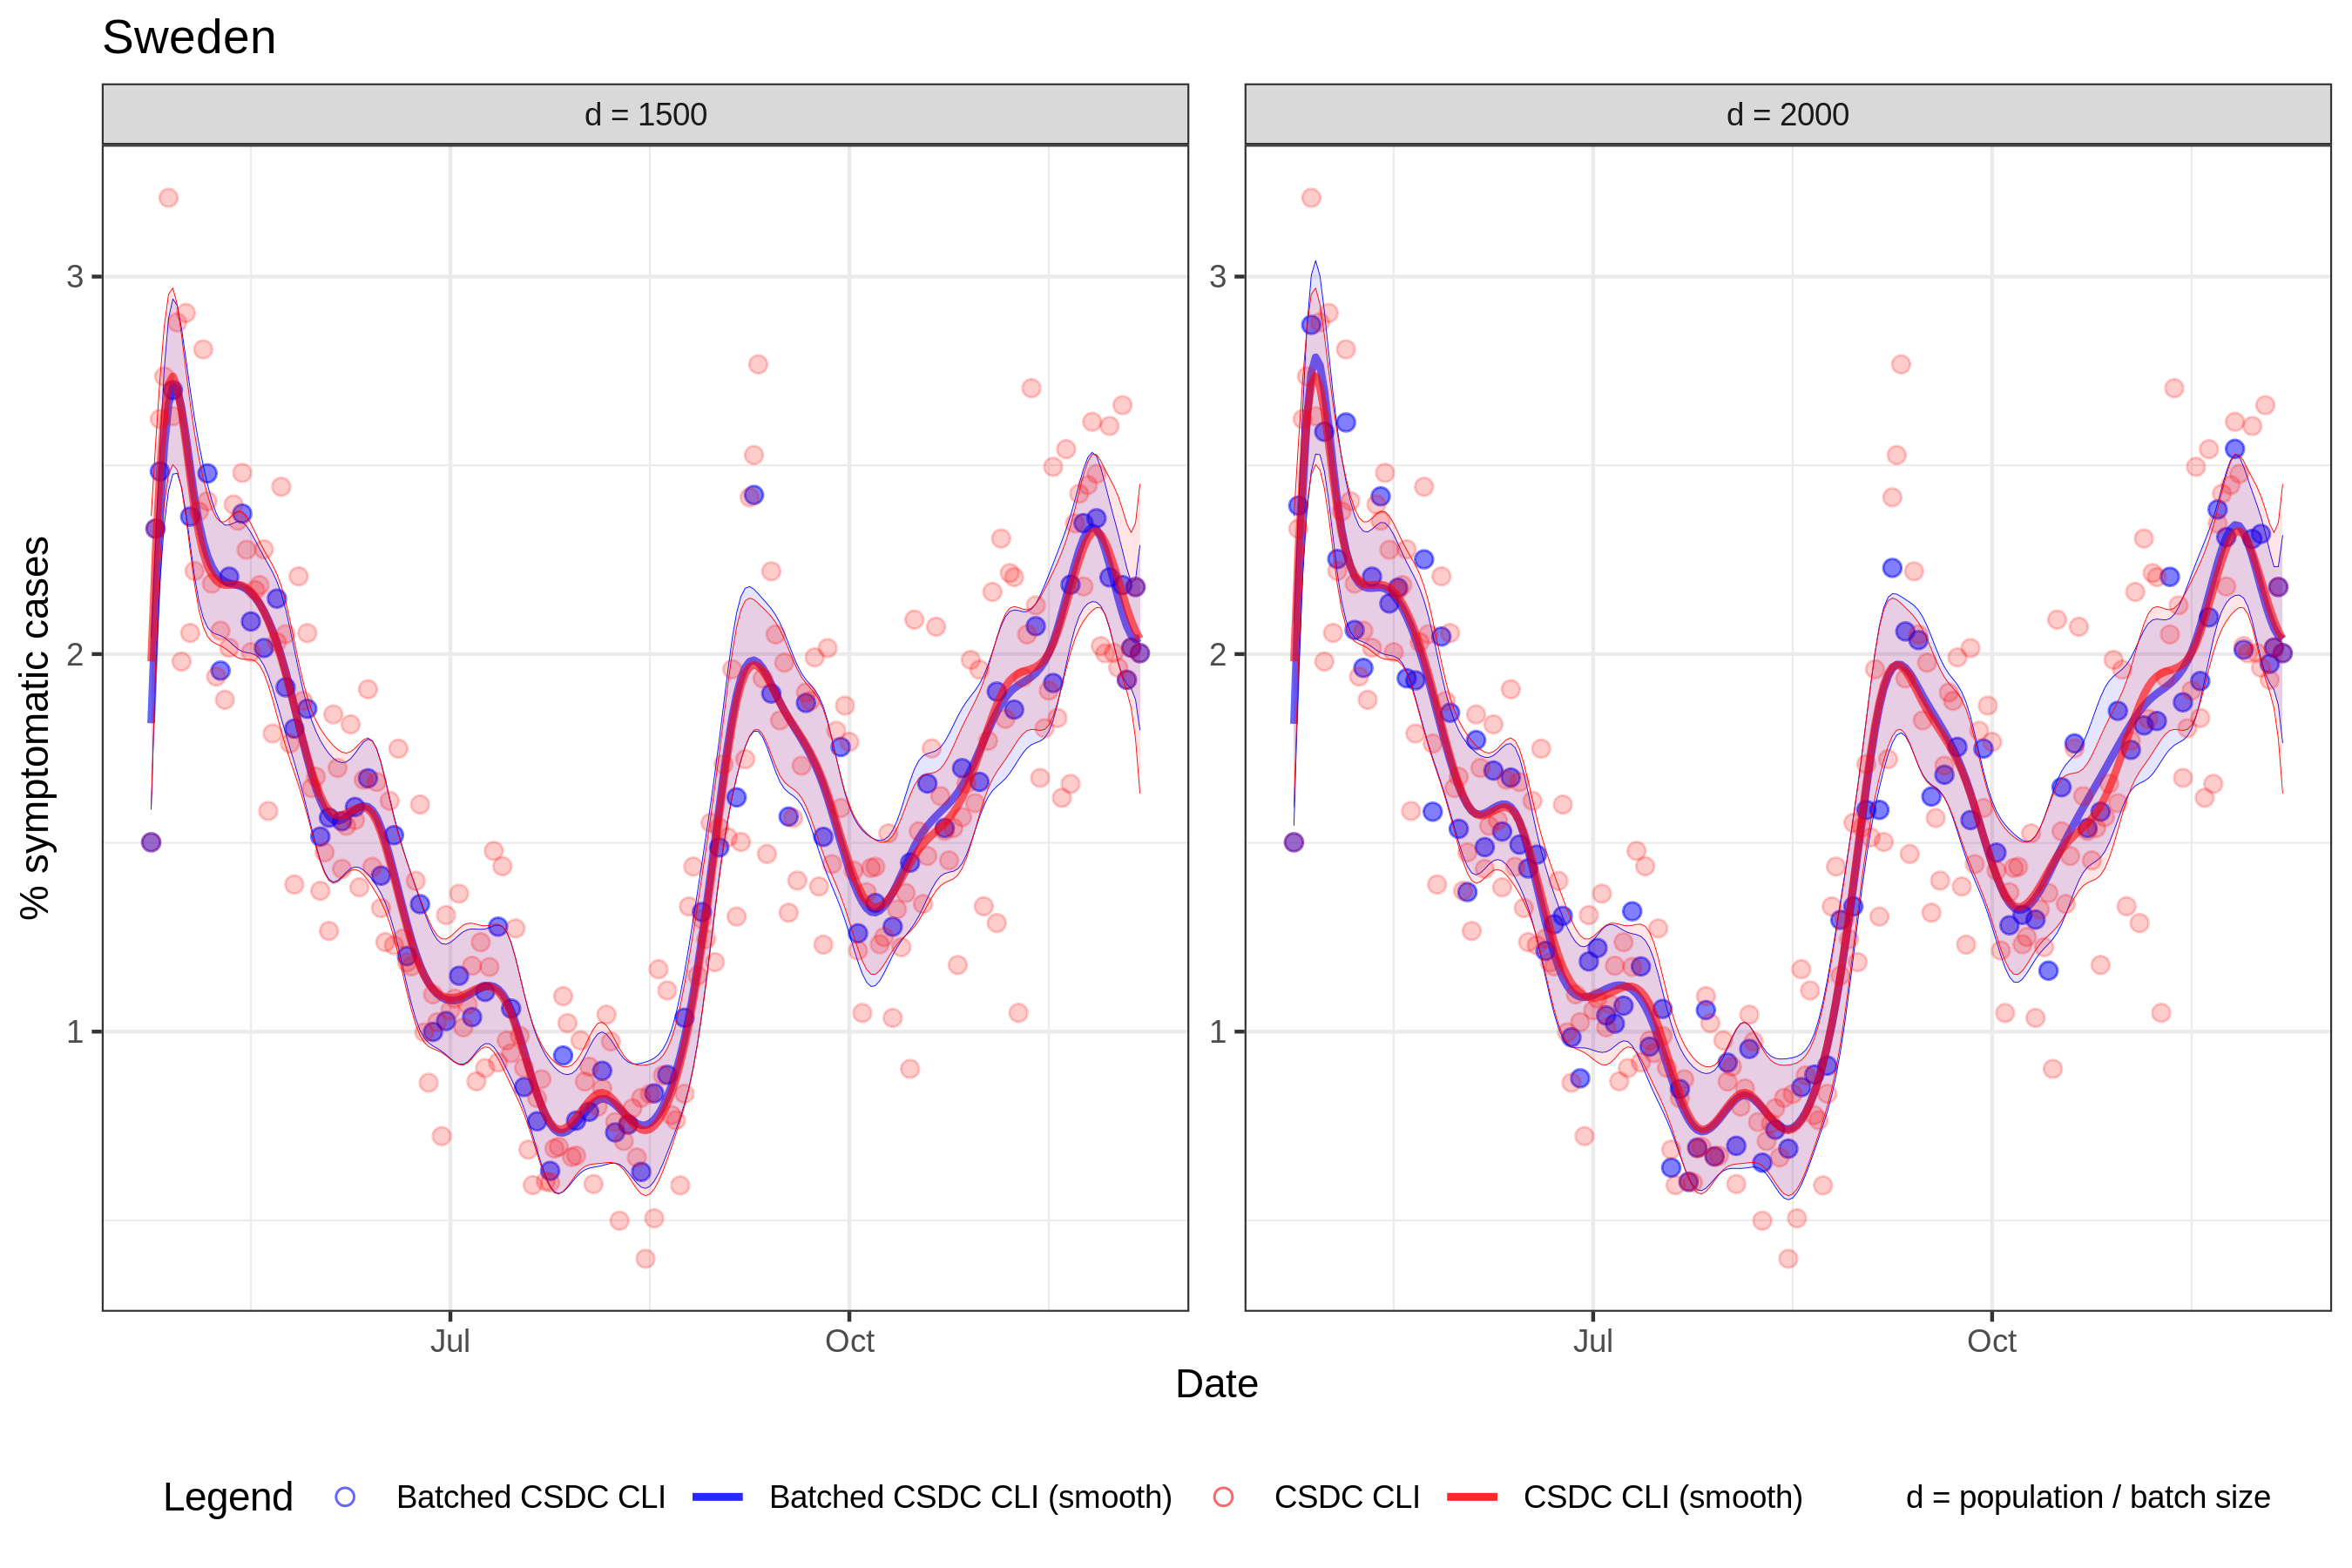 Sweden
d = 1500
d = 2000
% symptomatic cases
3
2
1
3
2
1
Jul
Oct
Jul
Oct
Date
Legend
Batched CSDC CLI
Batched CSDC CLI (smooth)
CSDC CLI
CSDC CLI (smooth)
d = population / batch size